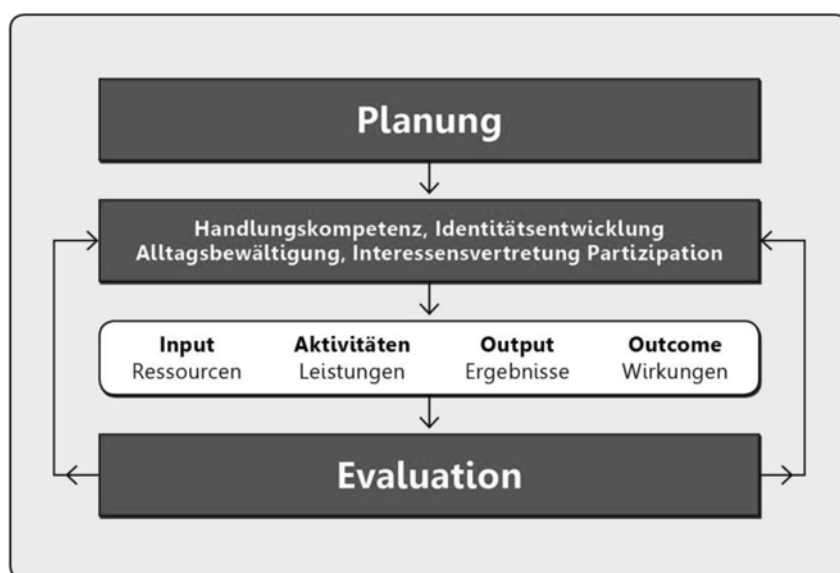 Planung
Handlungskompetenz, Identitätsentwicklung
Alltagsbewältigung, Interessensvertretung Partizipation
Input Aktivitäten Output Outcome
Ressourcen Leistungen Ergebnisse Wirkungen
Evaluation